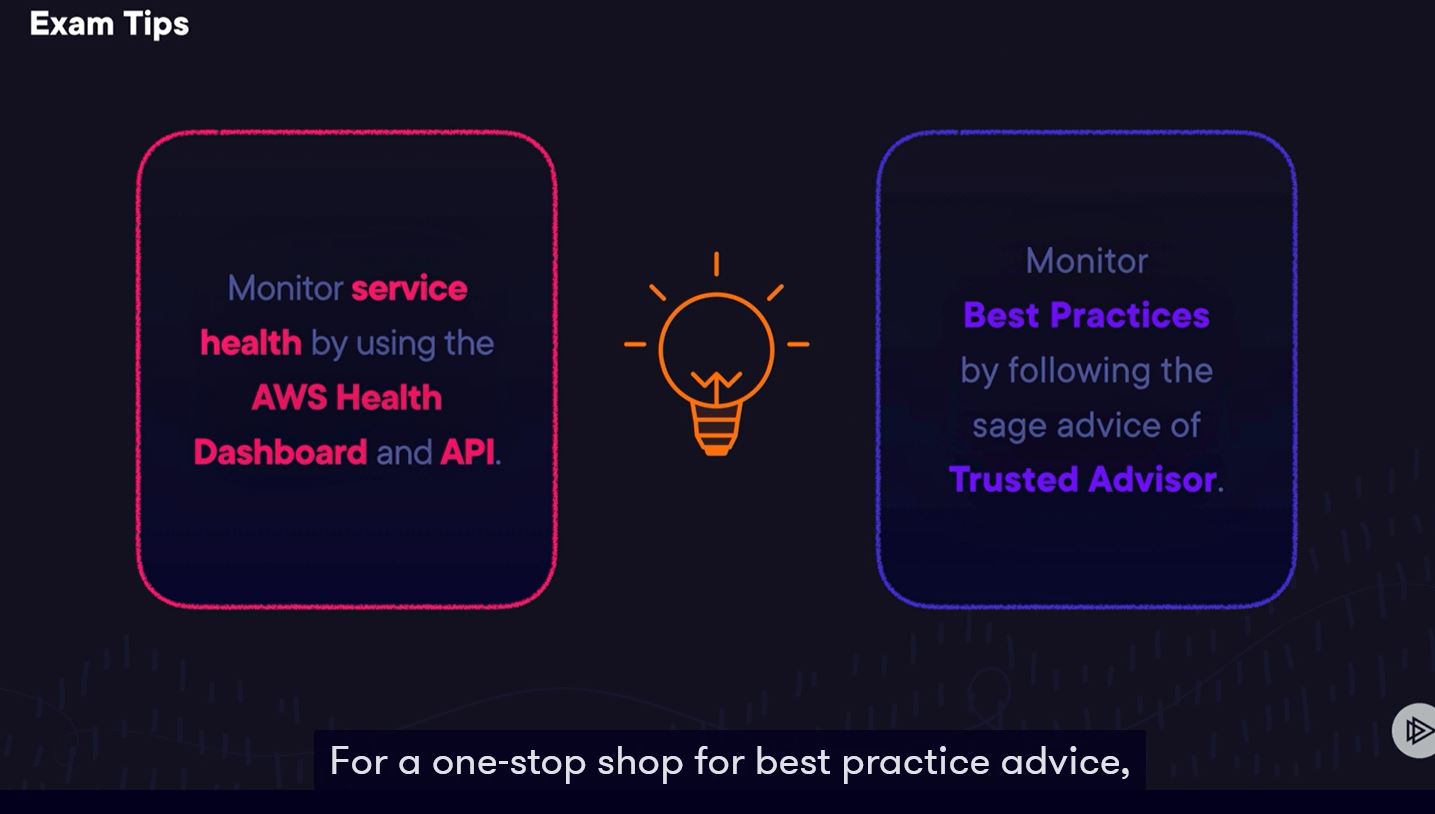 Exam Tips
Monitor service
health by using the
AWS Health
Dashboard and API.
Monitor
Best Practices
by following the
sage advice of
Trusted Advisor.
For a one-stop shop for best practice advice,